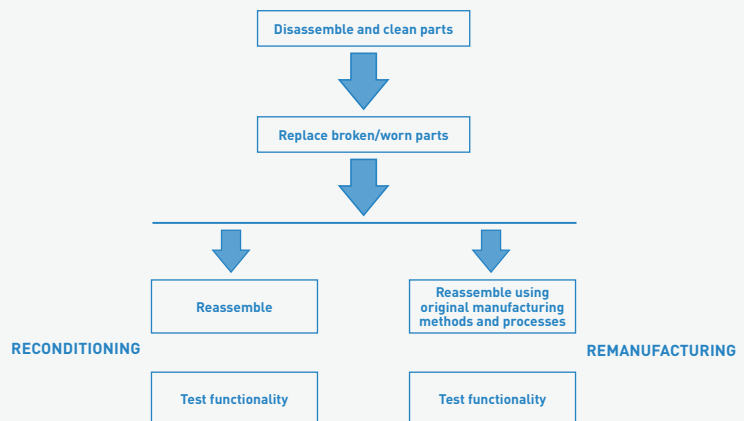 Disassemble and clean parts
Replace broken/worn parts
Reassemble
Reassemble using
original manufacturing
methods and processes
RECONDITIONING
REMANUFACTURING
Test functionality
Test functionality